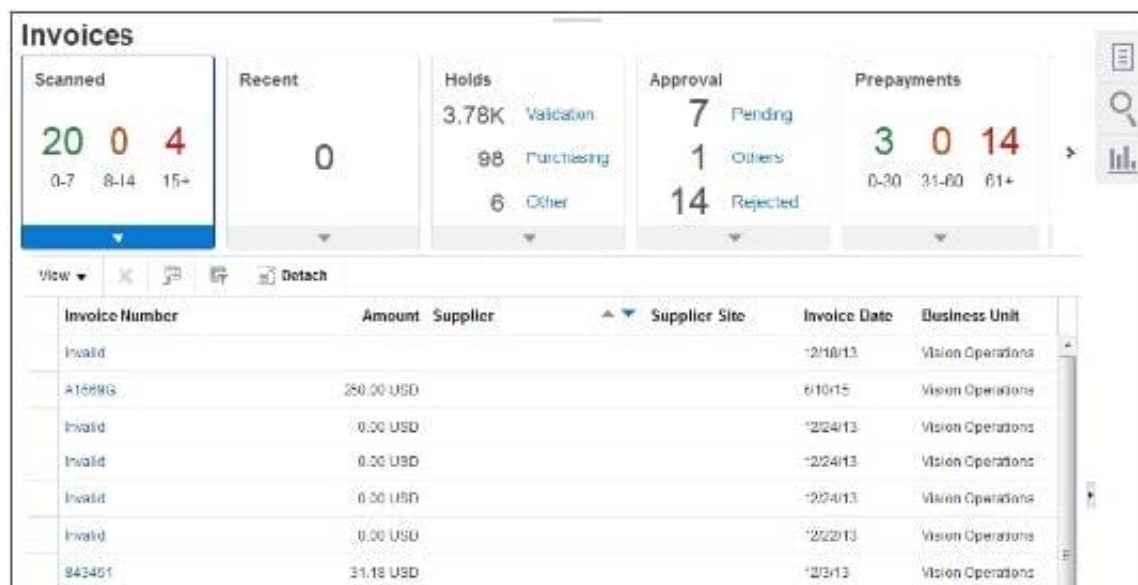 Invoices
Scanned
20 0 4
0-7 8-14 15+
Recent
0
Holds
3.78K Validation
98 Purchasing
6 Other
Approval
7 Pending
1 Others
14 Rejected
Prepayments
3 0 14
0-30 31-60 61+
View Detach
Invoice Number Amount Supplier Supplier Site Invoice Date Business Unit
Invalid 12/18/13 Vision Operations
A1569G 250.00 USD 6/10/15 Vision Operations
Invalid 0.00 USD 12/24/13 Vision Operations
Invalid 0.00 USD 12/24/13 Vision Operations
Invalid 0.00 USD 12/24/13 Vision Operations
Invalid 0.00 USD 12/22/13 Vision Operations
843451 31.18 USD 12/3/13 Vision Operations